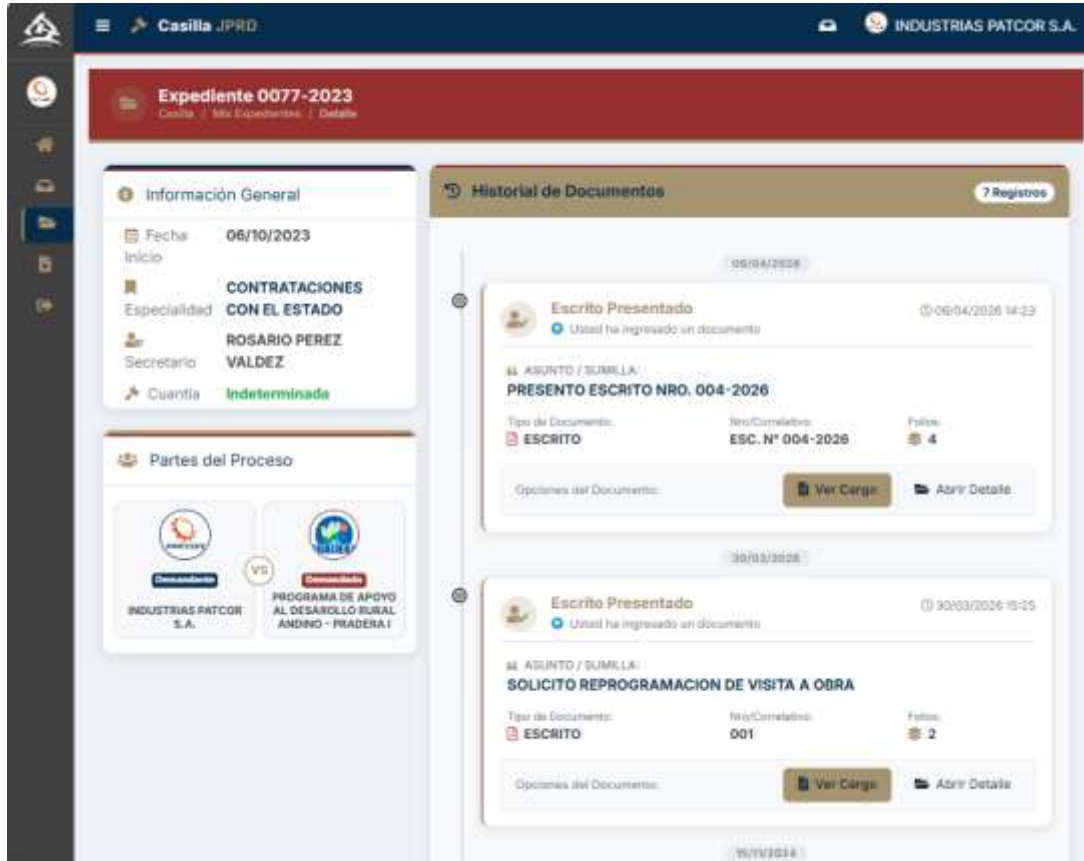 Casilla JPRD
INDUSTRIAS PATCOR S.A.
Expediente 0077-2023
Casilla / Mis Expedientes / Detalle
Información General
Fecha Inicio
06/10/2023
Especialidad
CONTRATACIONES
CON EL ESTADO
Secretario
ROSARIO PEREZ
VALDEZ
Cuantía
Indeterminada
Partes del Proceso
Demandante
INDUSTRIAS PATCOR
S.A.
VS
Demandado
PROGRAMA DE APOYO
AL DESAROLLO RURAL
ANDINO - PRADERA I
Historial de Documentos
7 Registros
06/04/2026
Escrito Presentado
06/04/2026 14:23
Usted ha ingresado un documento
ASUNTO / SUMILLA:
PRESENTO ESCRITO NRO. 004-2026
Tipo de Documento:
ESCRITO
Nro/Correlativo:
ESC. N° 004-2026
Folios:
4
Opciones del Documento:
Ver Cargo
Abrir Detalle
30/03/2026
Escrito Presentado
30/03/2026 15:25
Usted ha ingresado un documento
ASUNTO / SUMILLA:
SOLICITO REPROGRAMACION DE VISITA A OBRA
Tipo de Documento:
ESCRITO
Nro/Correlativo:
001
Folios:
2
Opciones del Documento:
Ver Cargo
Abrir Detalle